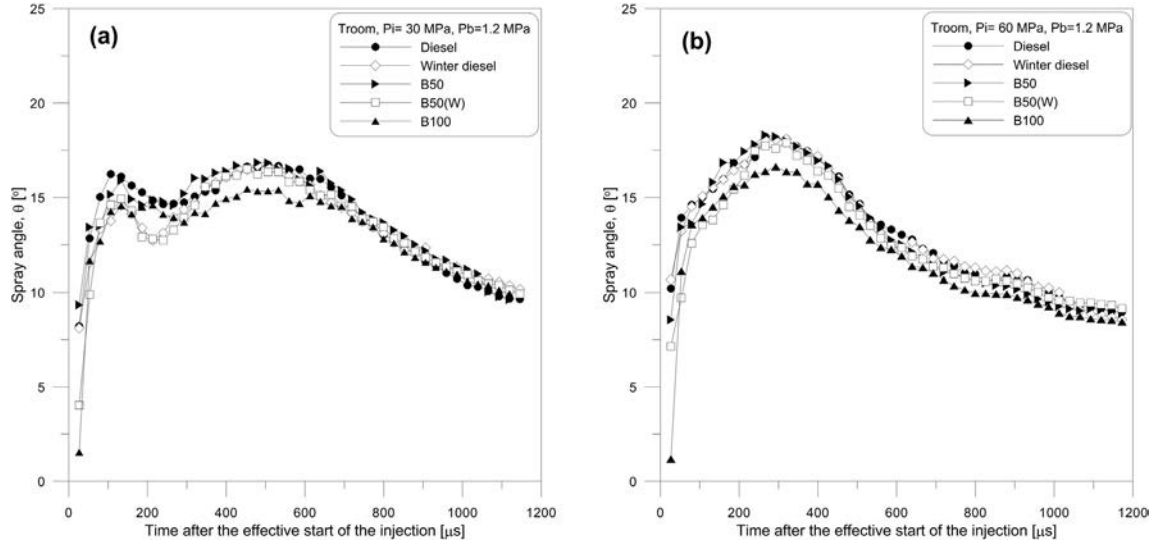 (a)
Troom, Pi= 30 MPa, Pb=1.2 MPa
Diesel
Winter diesel
B50
B50(W)
B100
25
20
15
10
5
0
Spray angle, θ [º]
0 200 400 600 800 1000 1200
Time after the effective start of the injection [μs]
(b)
Troom, Pi= 60 MPa, Pb=1.2 MPa
Diesel
Winter diesel
B50
B50(W)
B100
25
20
15
10
5
0
Spray angle, θ [º]
0 200 400 600 800 1000 1200
Time after the effective start of the injection [μs]